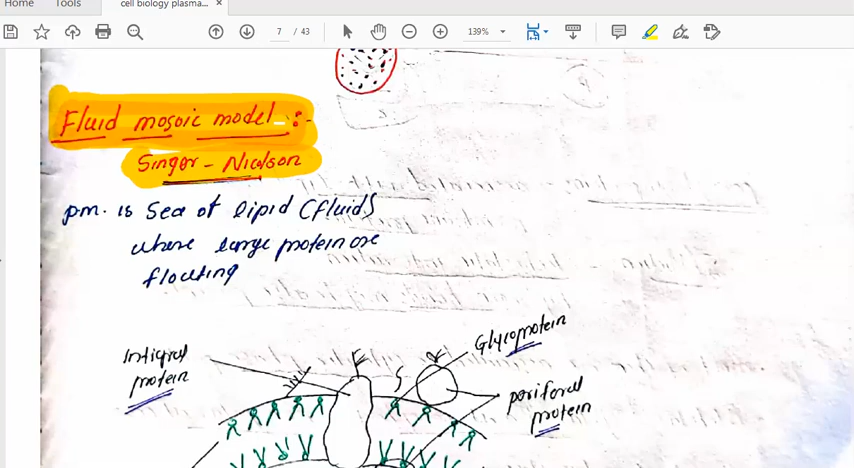 Home Tools cell biology plasma... ×
7 / 43 139%
Fluid mosaic model :-
Singer - Nicolson
pm. is Sea of lipid (fluid)
where large protein are
floating
Glycoprotein
Intigral
protein
periferal
protein